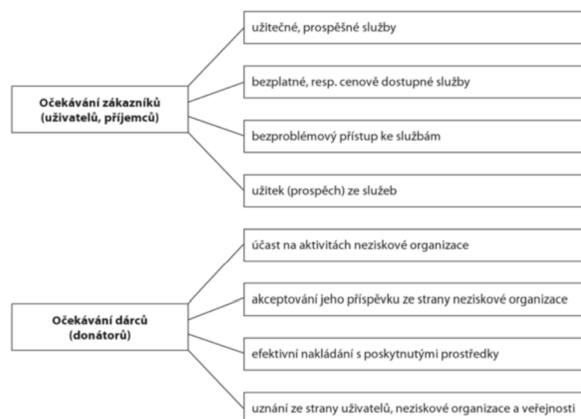 užitečné, prospěšné služby
bezplatné, resp. cenově dostupné služby
Očekávání zákazníků
(uživatelů, příjemců)
bezproblémový přístup ke službám
užitek (prospěch) ze služeb
účast na aktivitách neziskové organizace
akceptování jeho příspěvku ze strany neziskové organizace
Očekávání dárců
(donátorů)
efektivní nakládání s poskytnutými prostředky
uznání ze strany uživatelů, neziskové organizace a veřejnosti